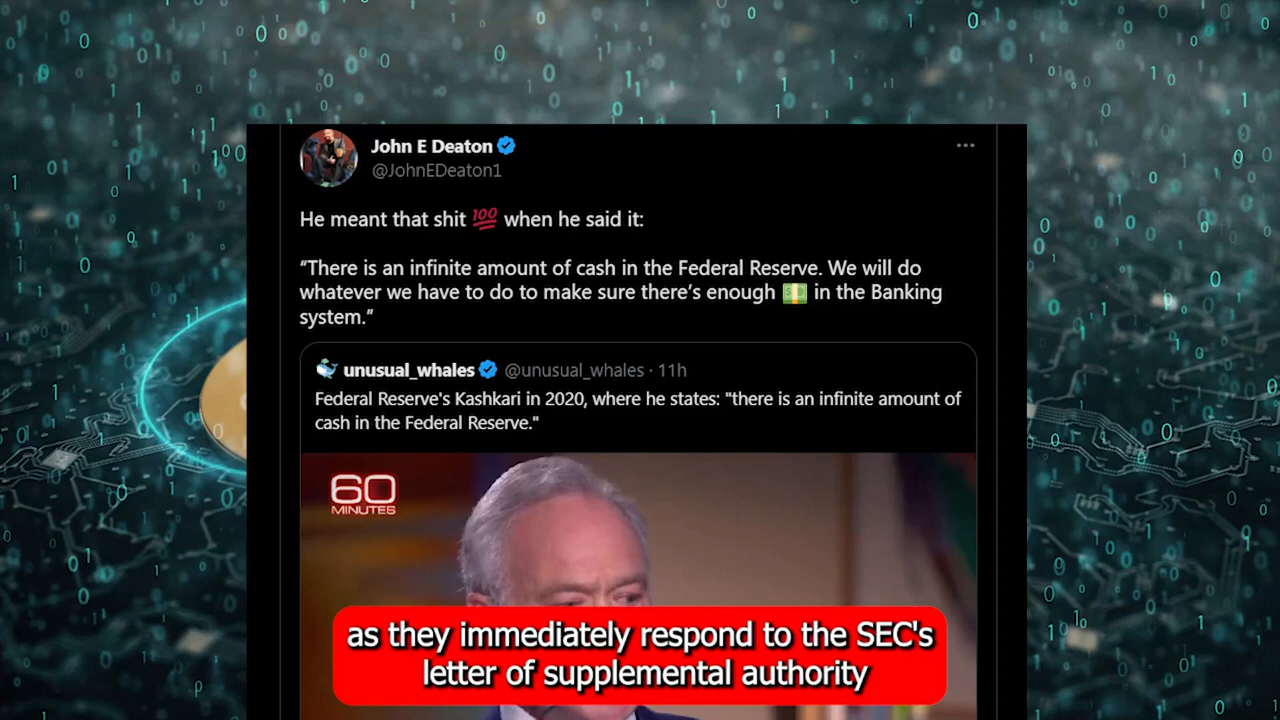 John E Deaton
@JohnEDeaton1
He meant that shit 💯 when he said it:
“There is an infinite amount of cash in the Federal Reserve. We will do
whatever we have to do to make sure there’s enough 💵 in the Banking
system.”
unusual_whales @unusual_whales · 11h
Federal Reserve's Kashkari in 2020, where he states: "there is an infinite amount of
cash in the Federal Reserve."
60
MINUTES
as they immediately respond to the SEC's
letter of supplemental authority